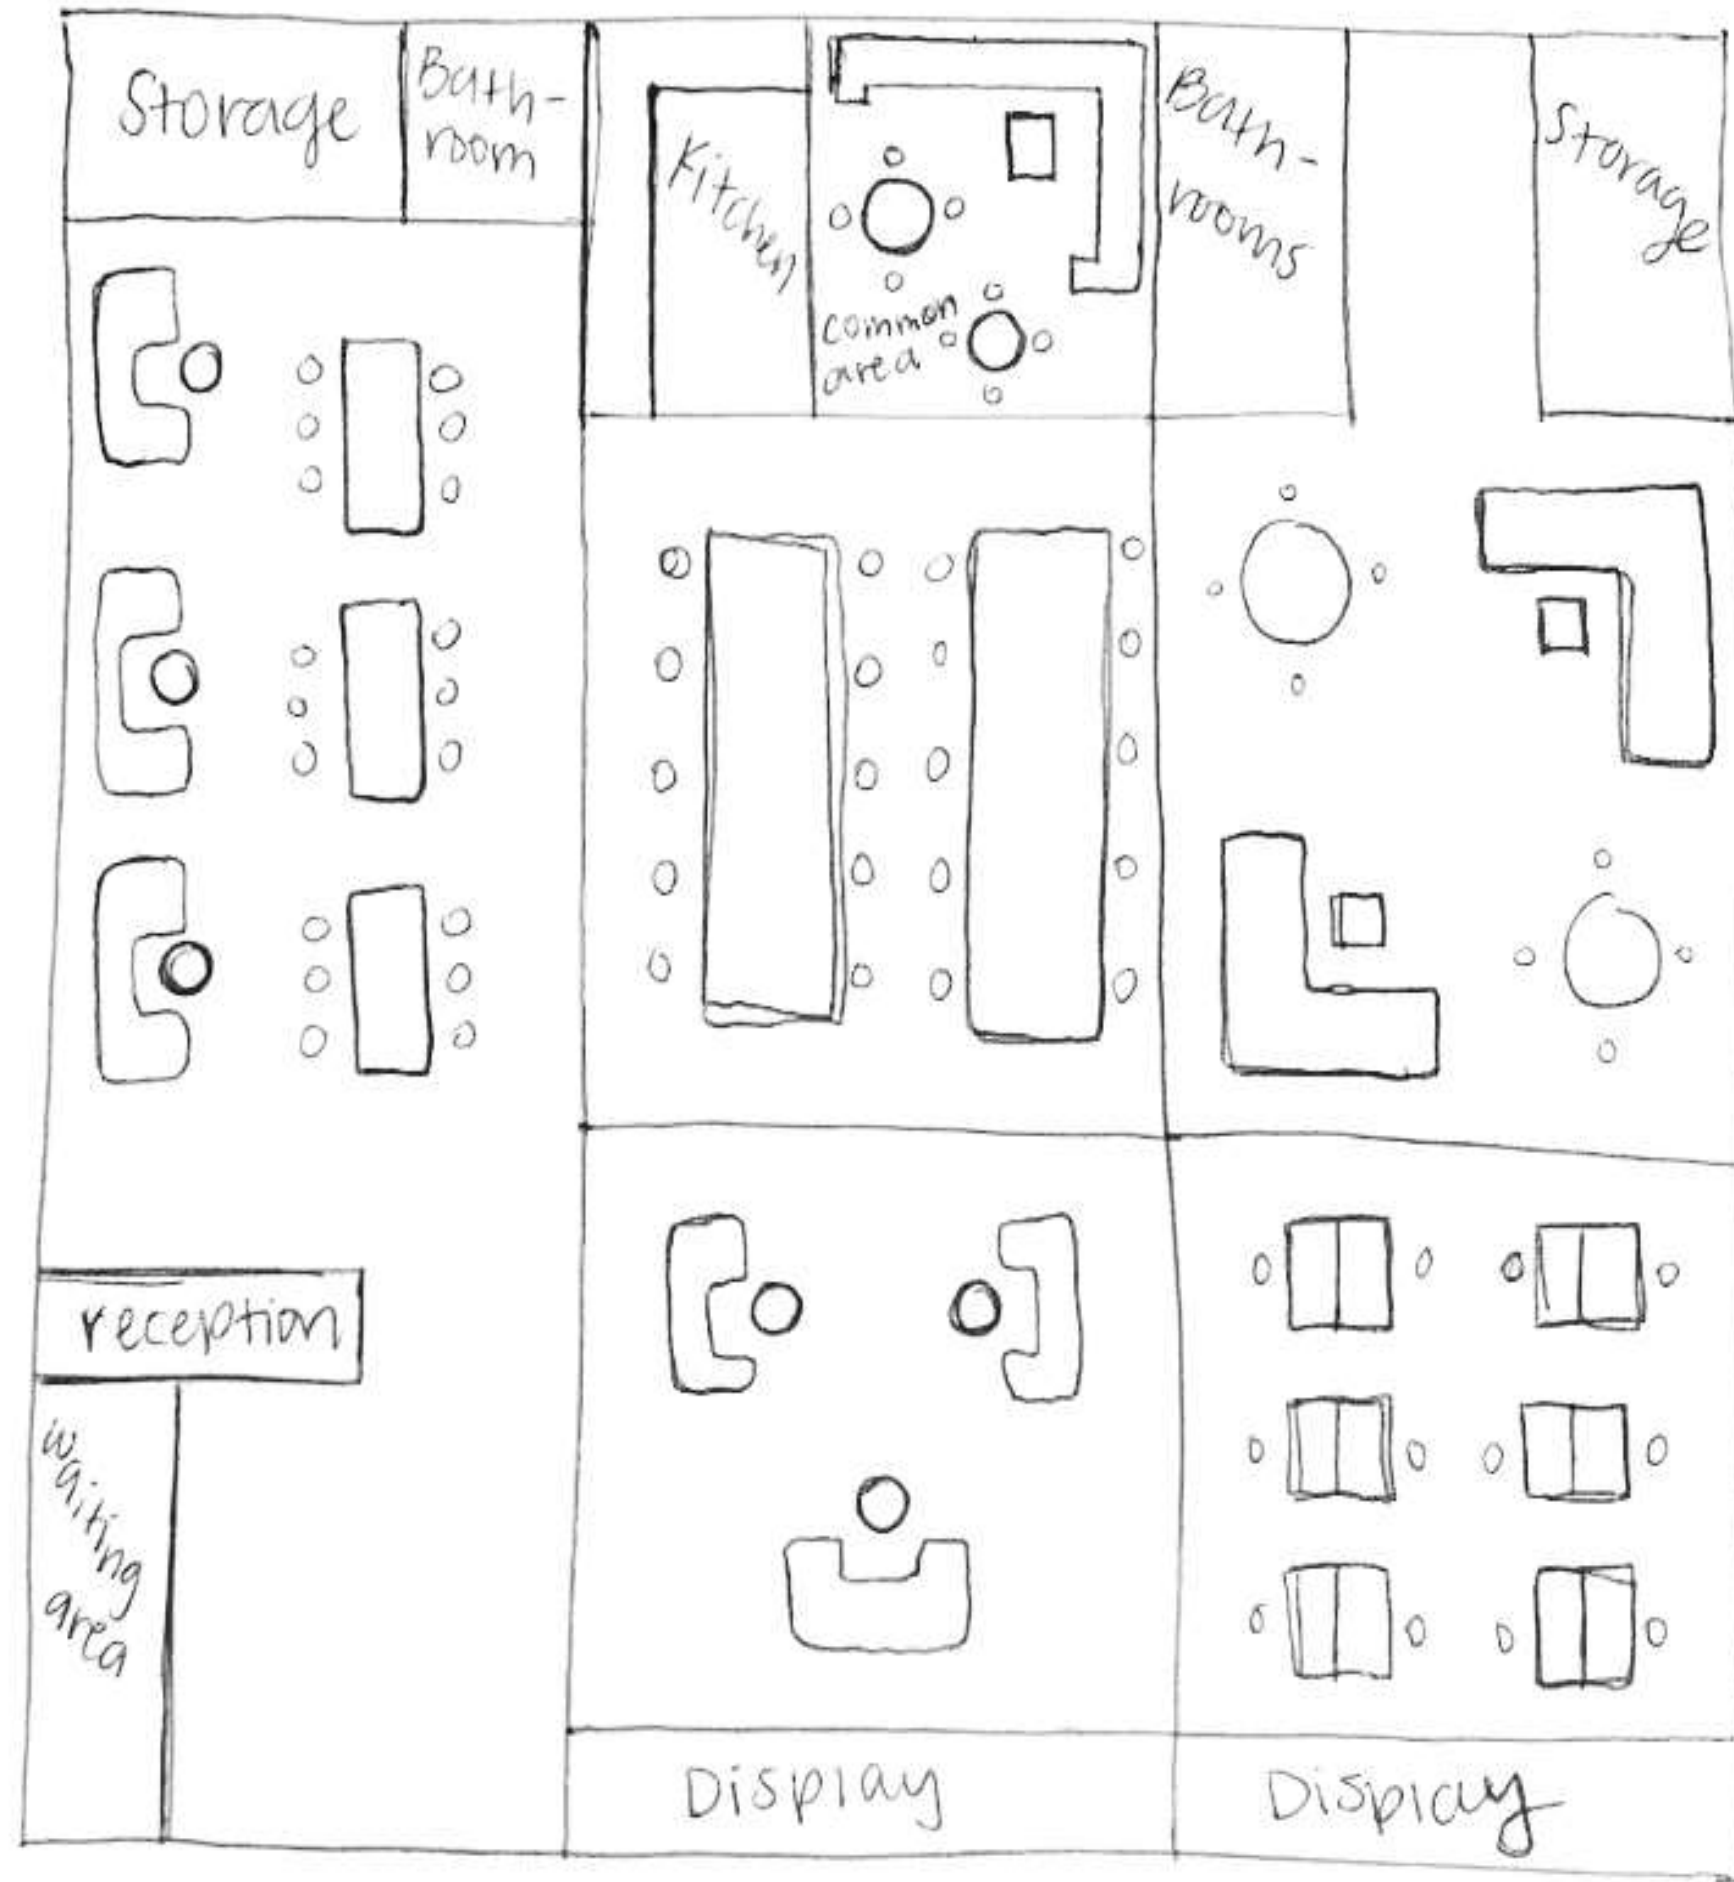 Storage
Bath-
room
Kitchen
common
area
Bath-
rooms
Storage
reception
waiting
area
Display
Display